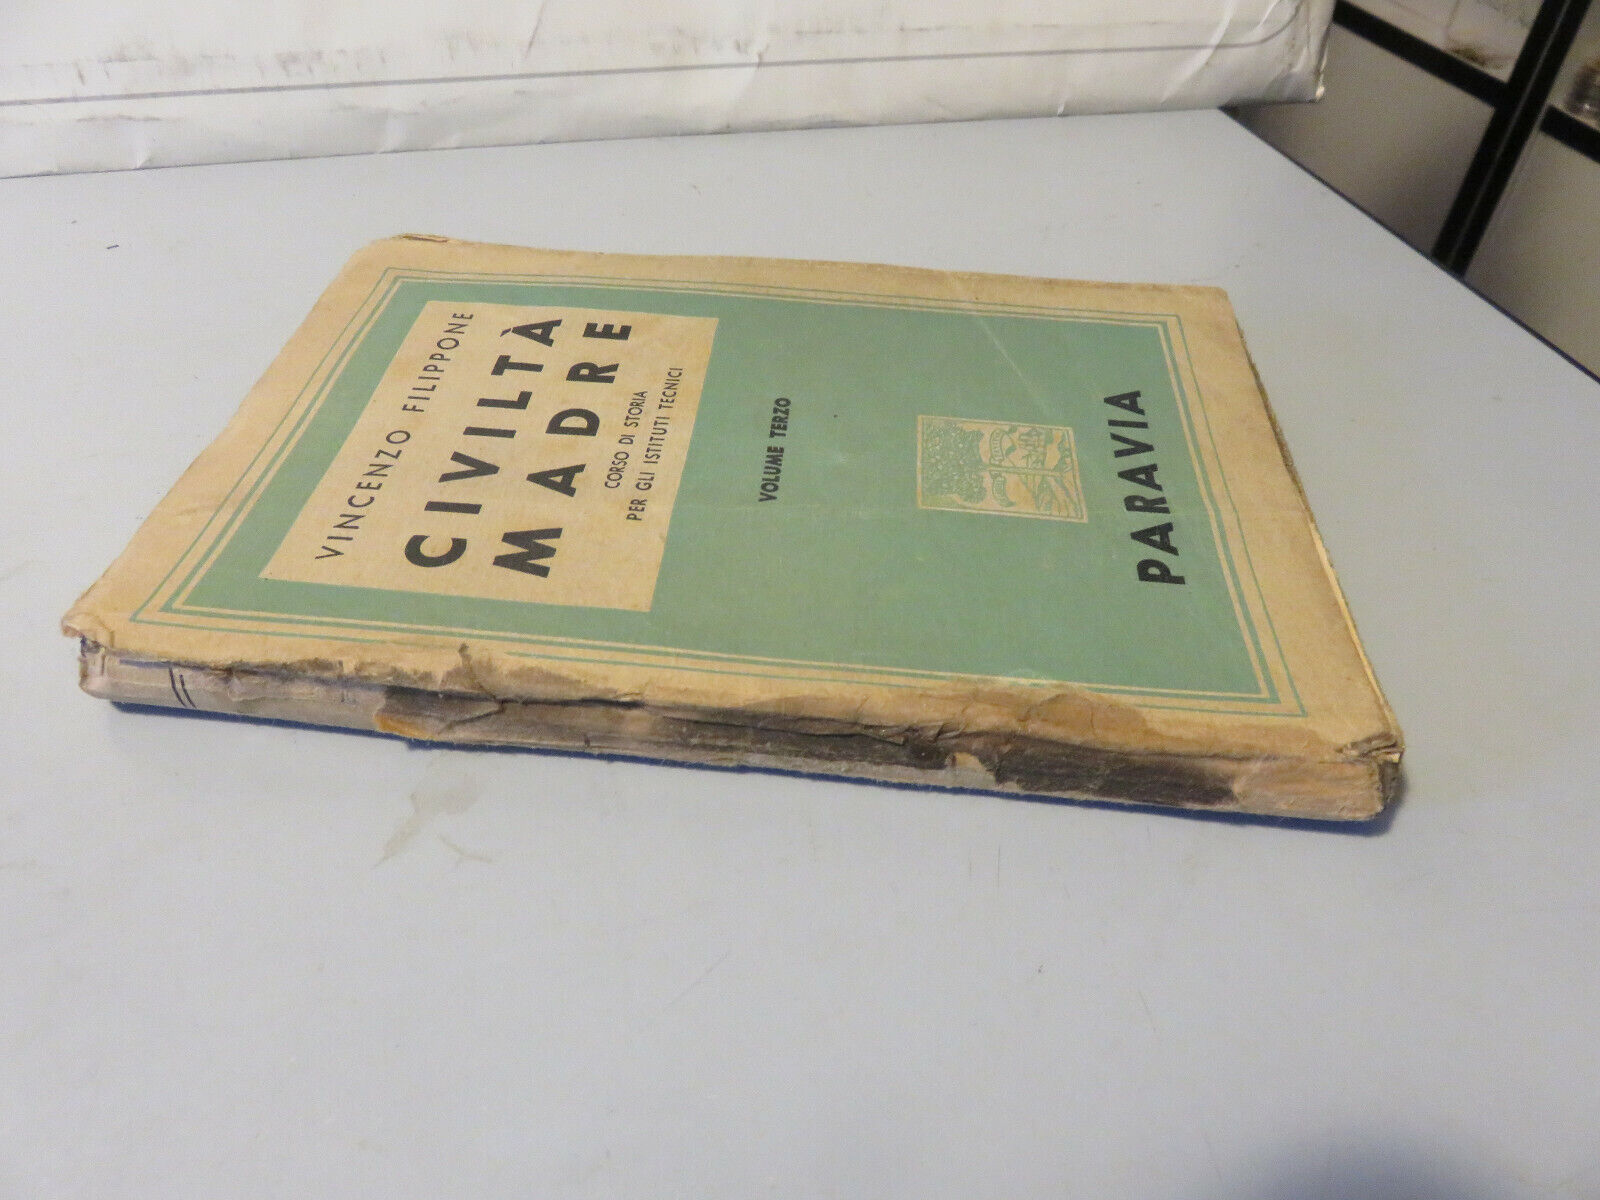 VINCENZO FILIPPONE
CIVILTÀ
MADRE
CORSO DI STORIA
PER GLI ISTITUTI TECNICI
VOLUME TERZO
PARAVIA